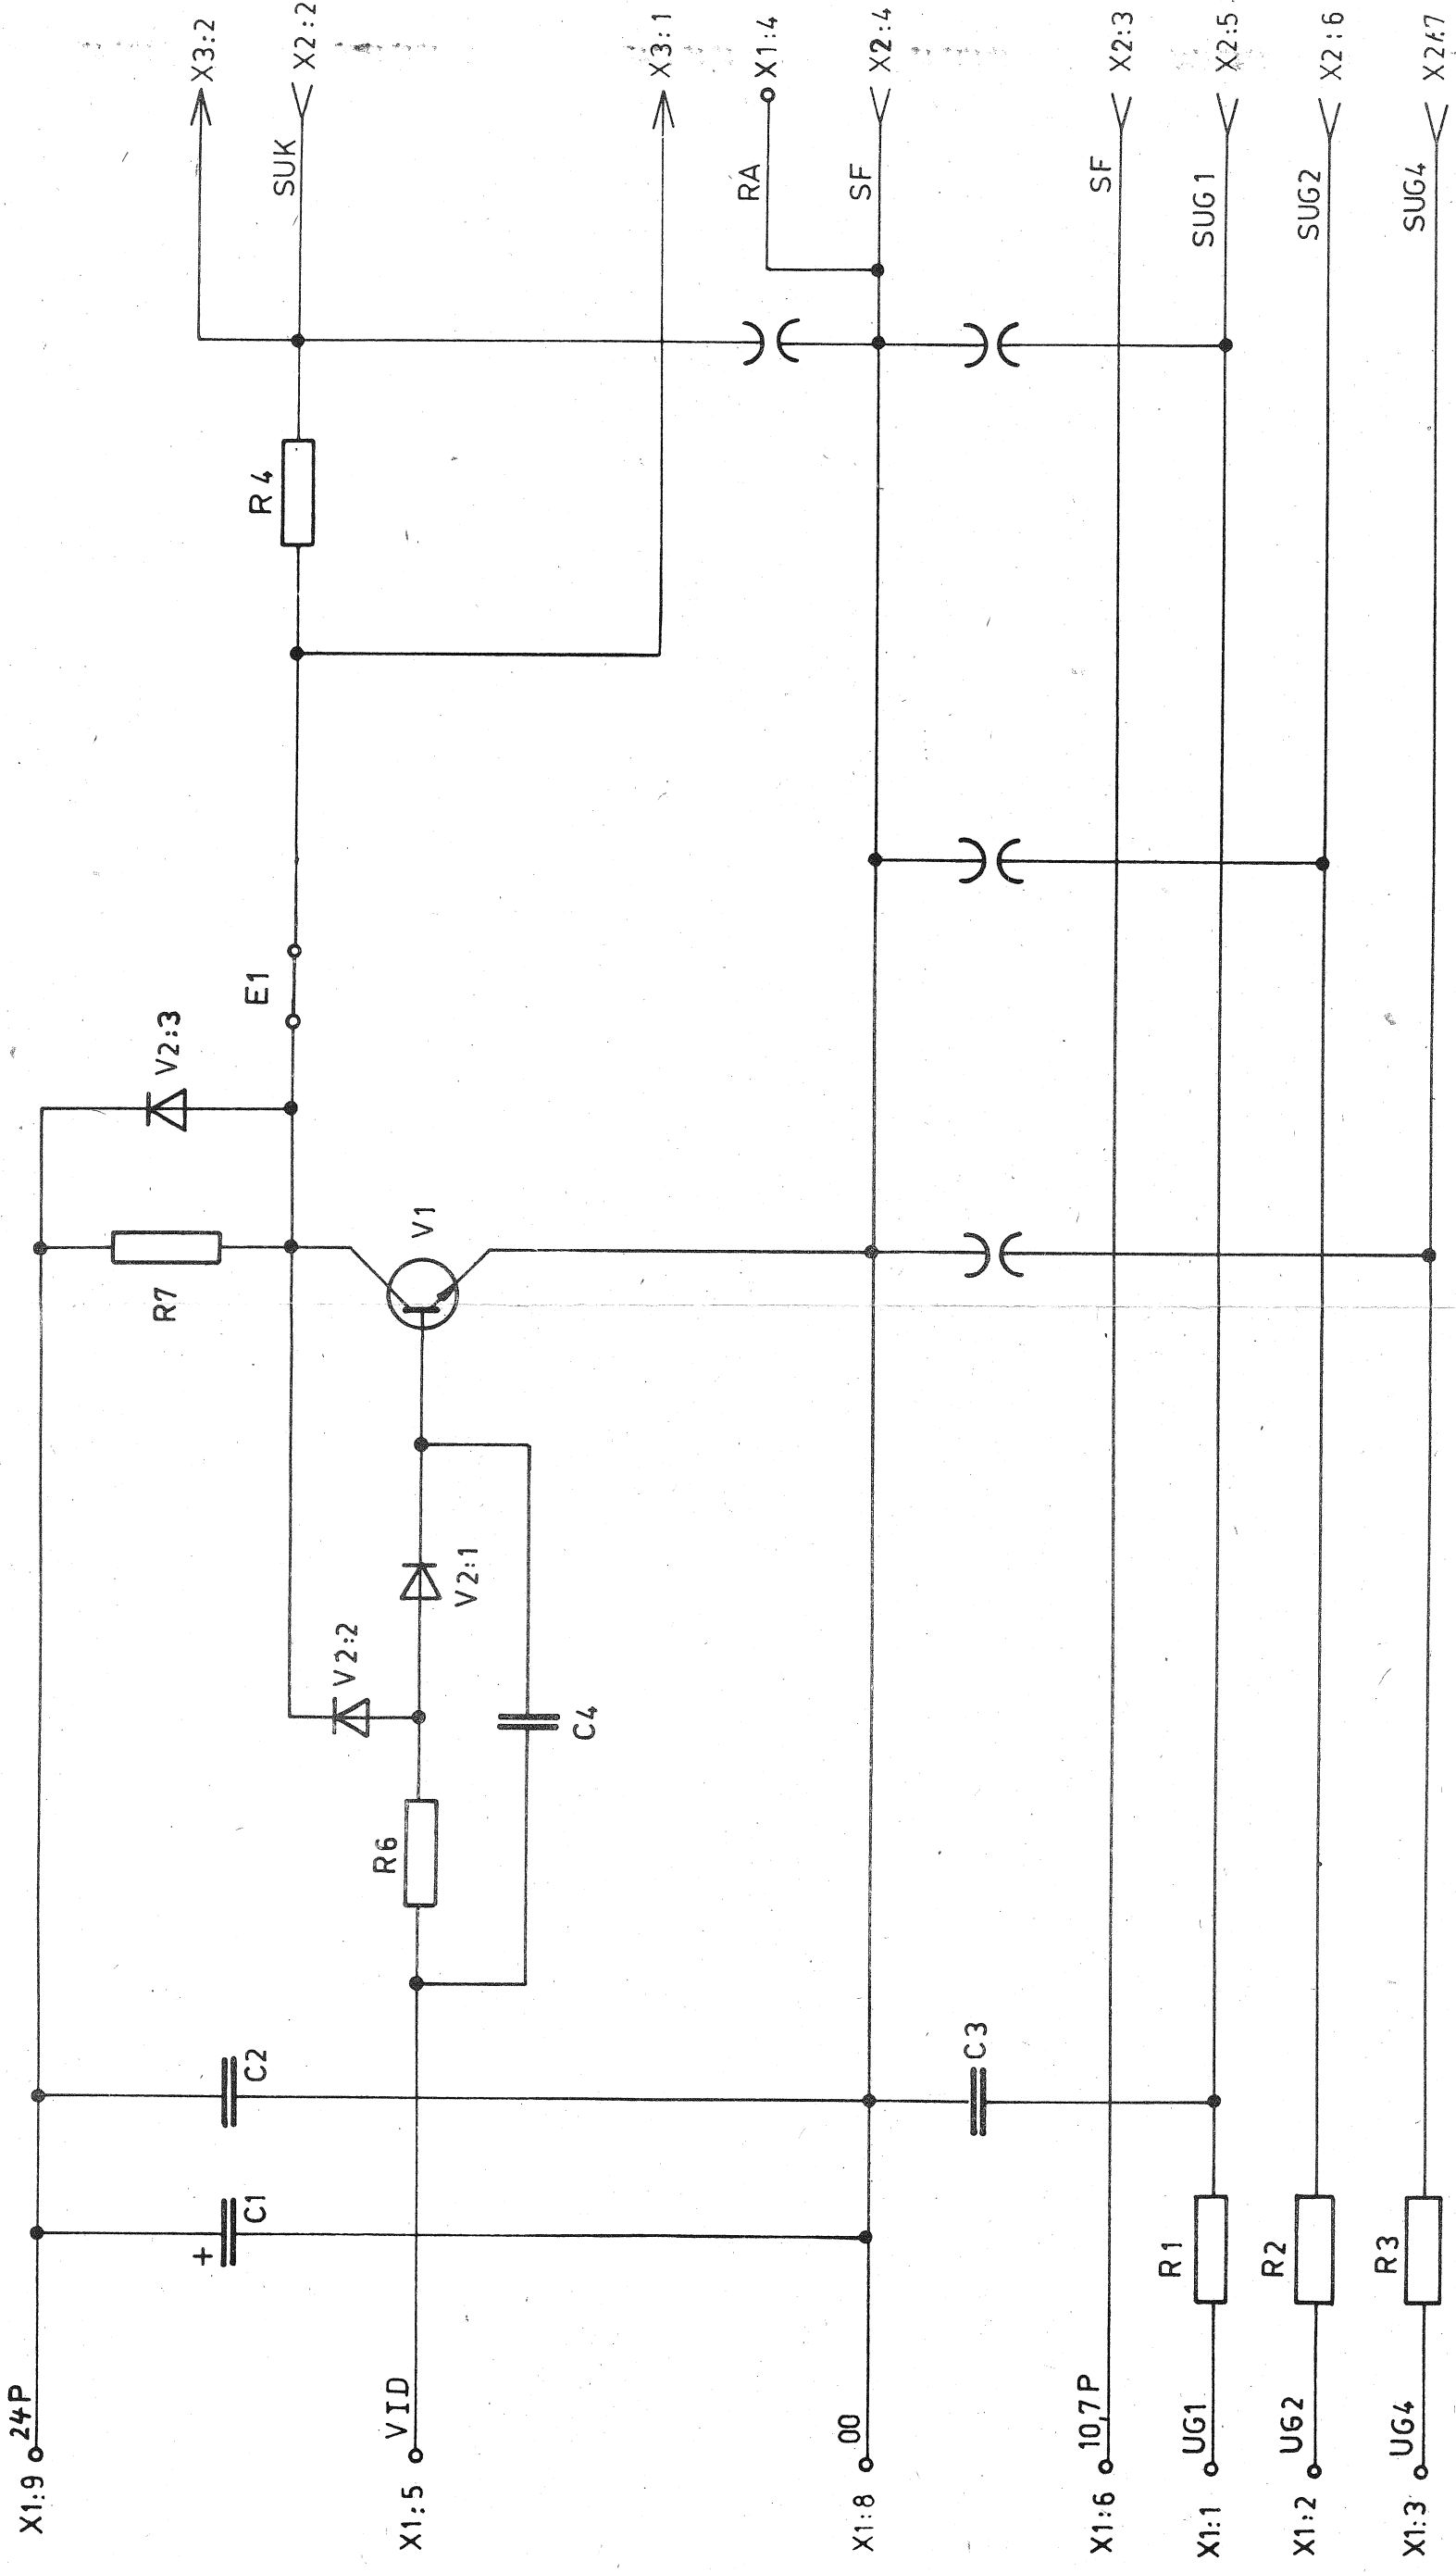 X1:9
24P
X1:5
VID
X1:8
00
X1:6
10,7P
X1:1
UG1
X1:2
UG2
X1:3
UG4
+
C1
C2
C3
R1
R2
R3
R6
V2:2
V2:1
C4
R7
V1
V2:3
E1
R4
X3:2
SUK
X2:2
X3:1
RA
X1:4
SF
X2:4
SF
X2:3
SUG1
X2:5
SUG2
X2:6
SUG4
X2:7